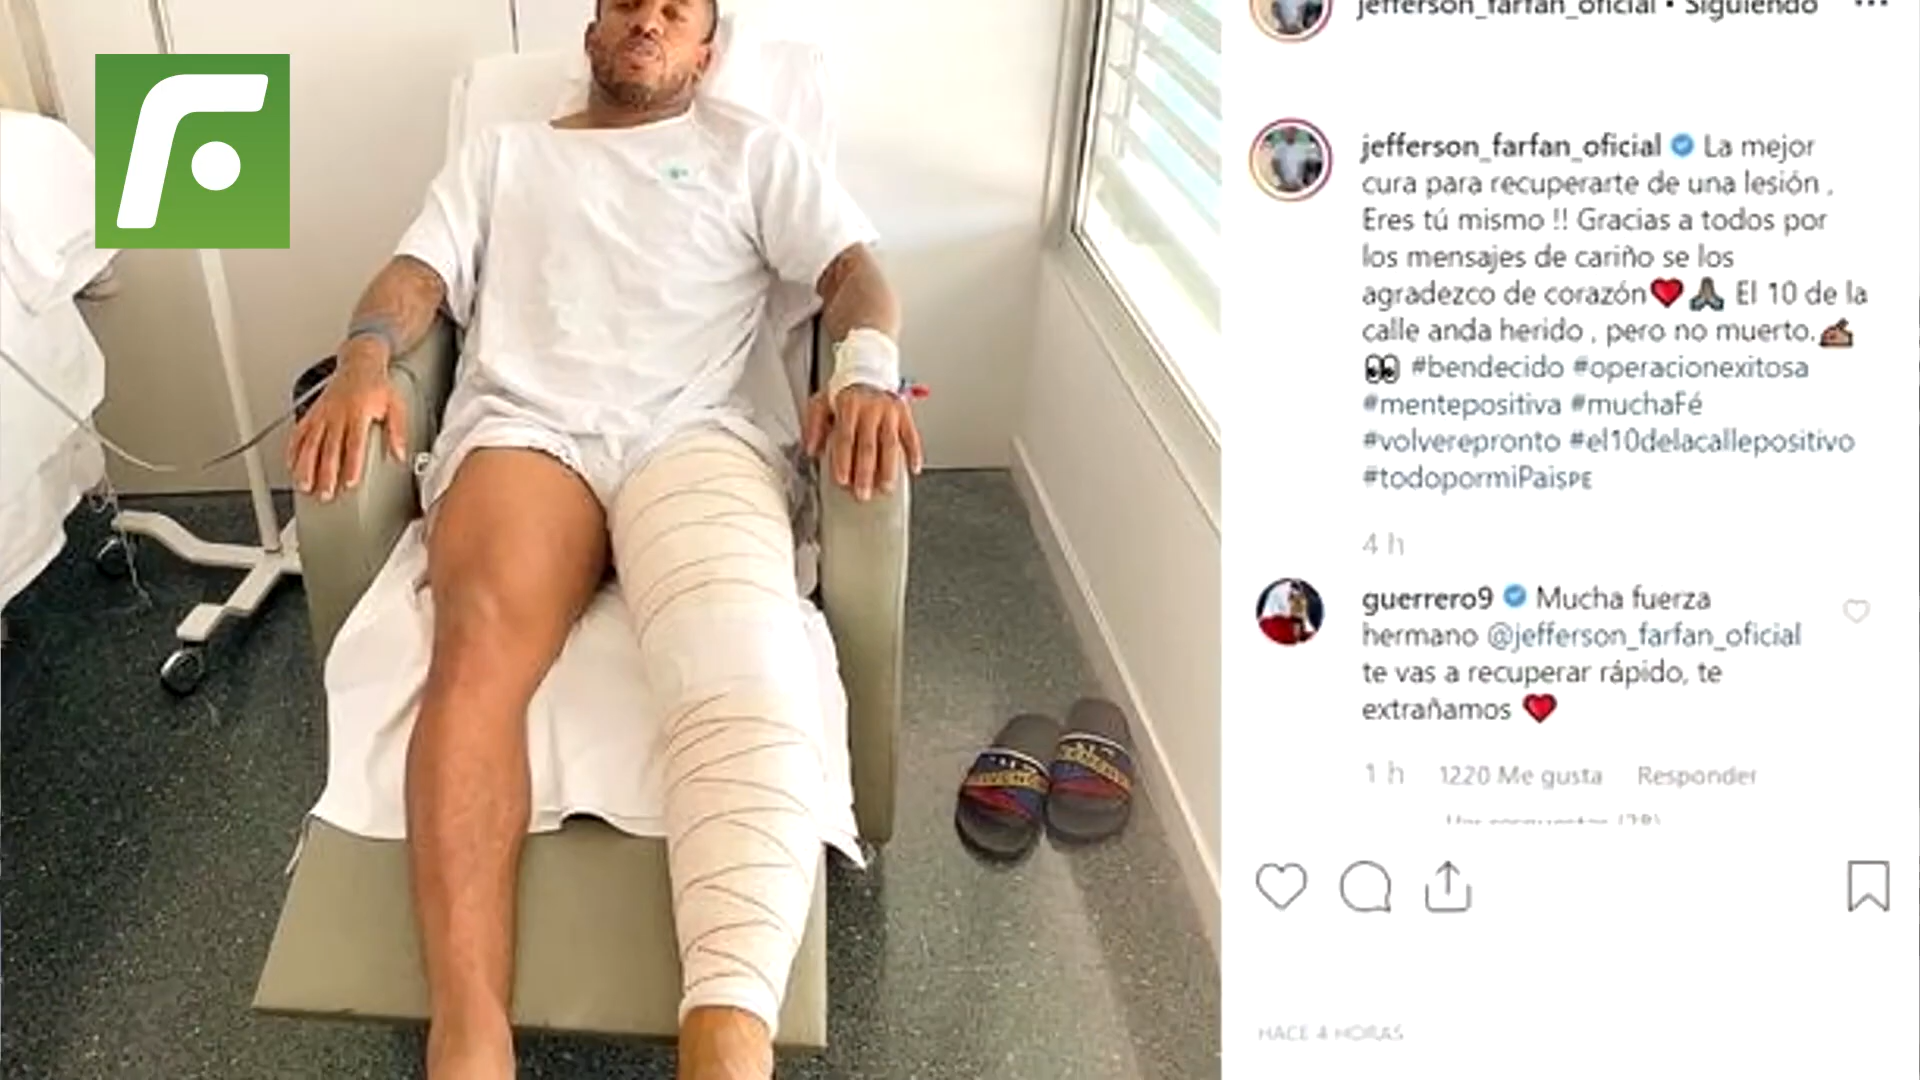 jefferson_farfan_oficial • Siguiendo
jefferson_farfan_oficial La mejor
cura para recuperarte de una lesión ,
Eres tú mismo !! Gracias a todos por
los mensajes de cariño se los
agradezco de corazón❤️🙏🏽 El 10 de la
calle anda herido , pero no muerto.✍🏽
👀 #bendecido #operacionexitosa
#mentepositiva #muchaFé
#volverepronto #el10delacallepositivo
#todopormiPaisPE
4 h
guerrero9 Mucha fuerza
hermano @jefferson_farfan_oficial
te vas a recuperar rápido, te
extrañamos ❤️
1 h 1220 Me gusta Responder
HACE 4 HORAS